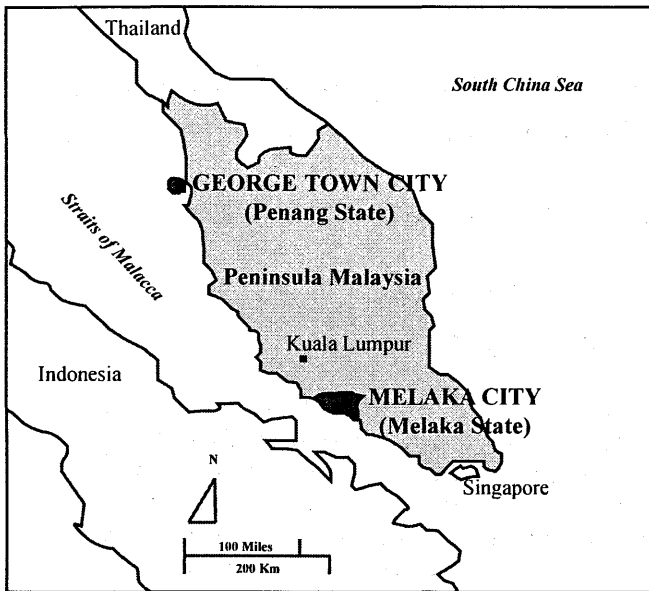 Thailand
South China Sea
GEORGE TOWN CITY
(Penang State)
Straits of Malacca
Peninsula Malaysia
Kuala Lumpur
Indonesia
MELAKA CITY
(Melaka State)
N
Singapore
100 Miles
200 Km